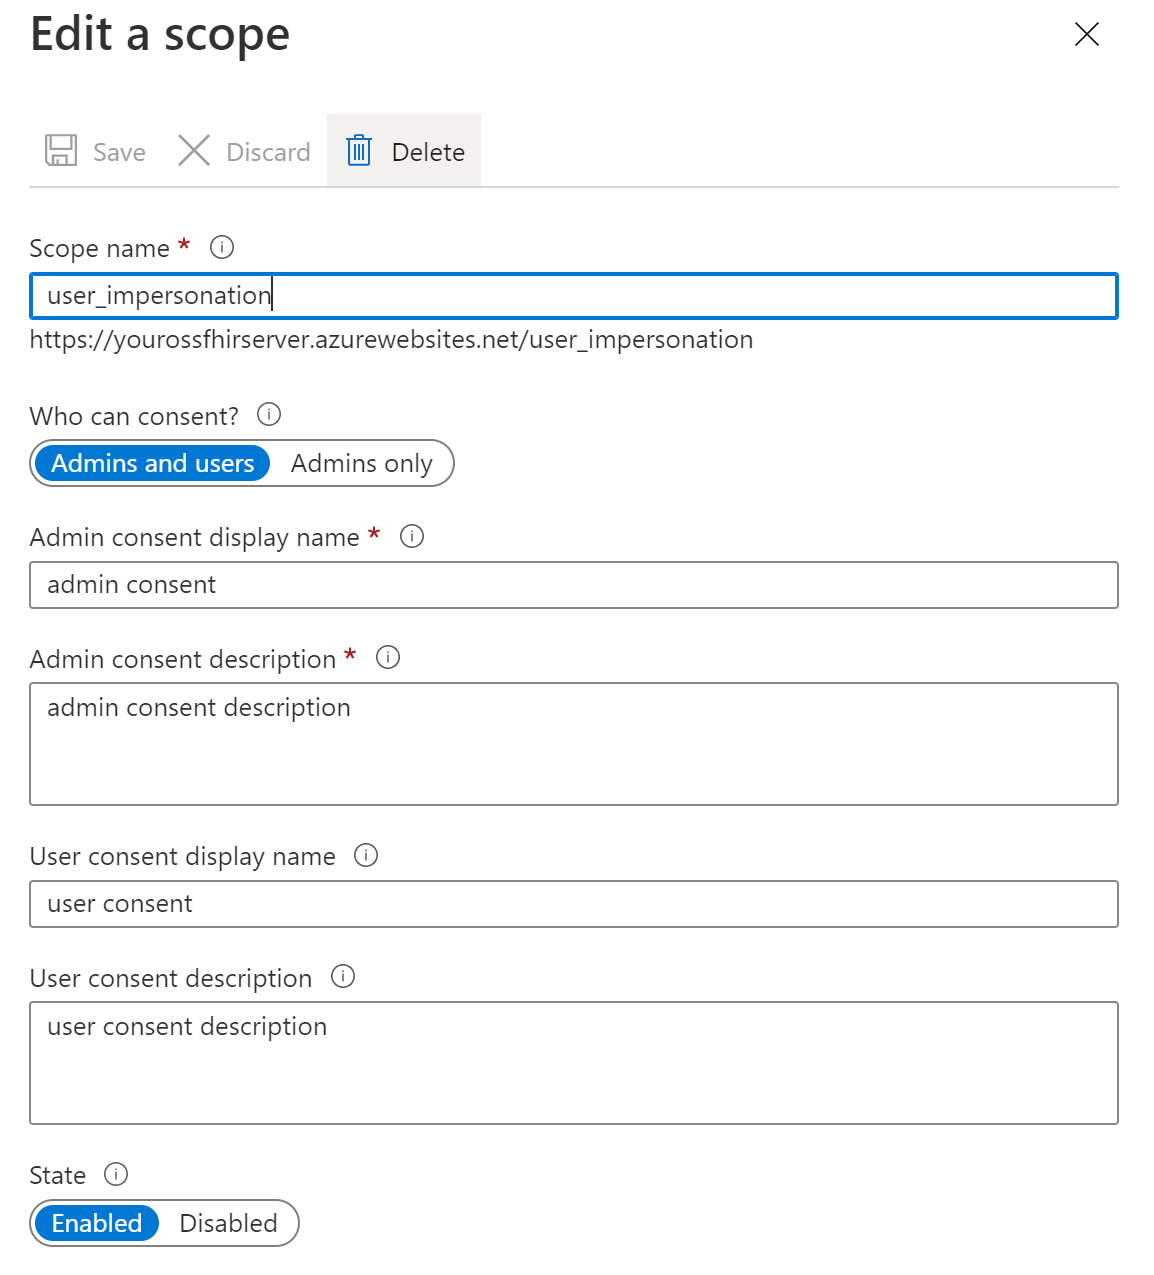 Edit a scope
Save Discard Delete
Scope name *
user_impersonation
https://yourossfhirserver.azurewebsites.net/user_impersonation
Who can consent?
Admins and users Admins only
Admin consent display name *
admin consent
Admin consent description *
admin consent description
User consent display name
user consent
User consent description
user consent description
State
Enabled Disabled